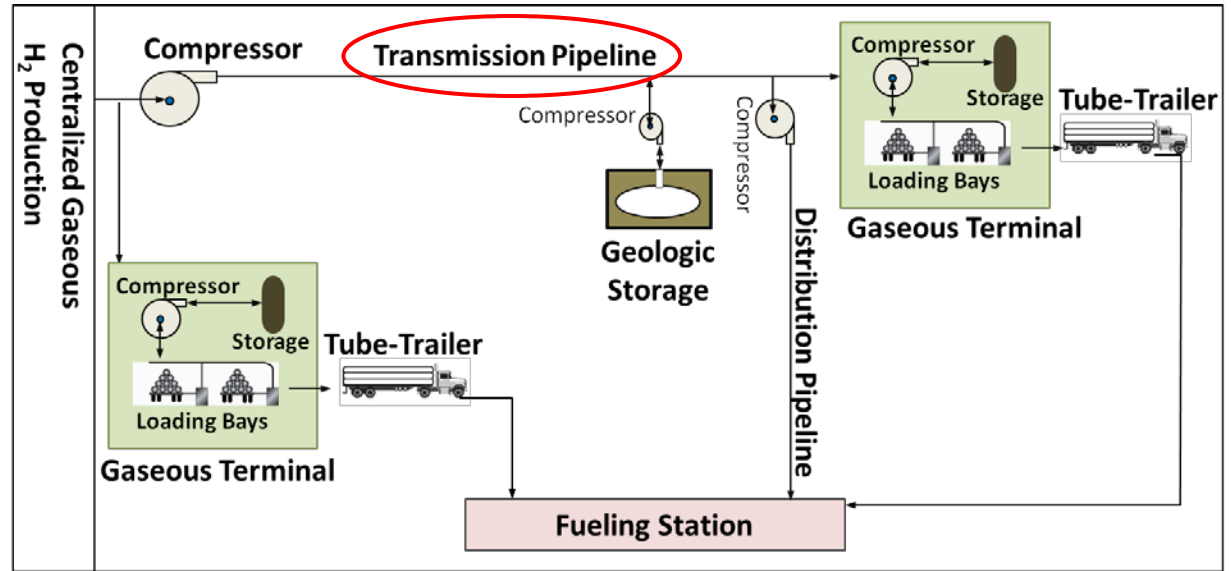 Centralized Gaseous
H₂ Production
Compressor
Transmission Pipeline
Compressor
Geologic
Storage
Compressor
Distribution Pipeline
Compressor
Storage
Loading Bays
Gaseous Terminal
Tube-Trailer
Compressor
Storage
Loading Bays
Gaseous Terminal
Tube-Trailer
Fueling Station